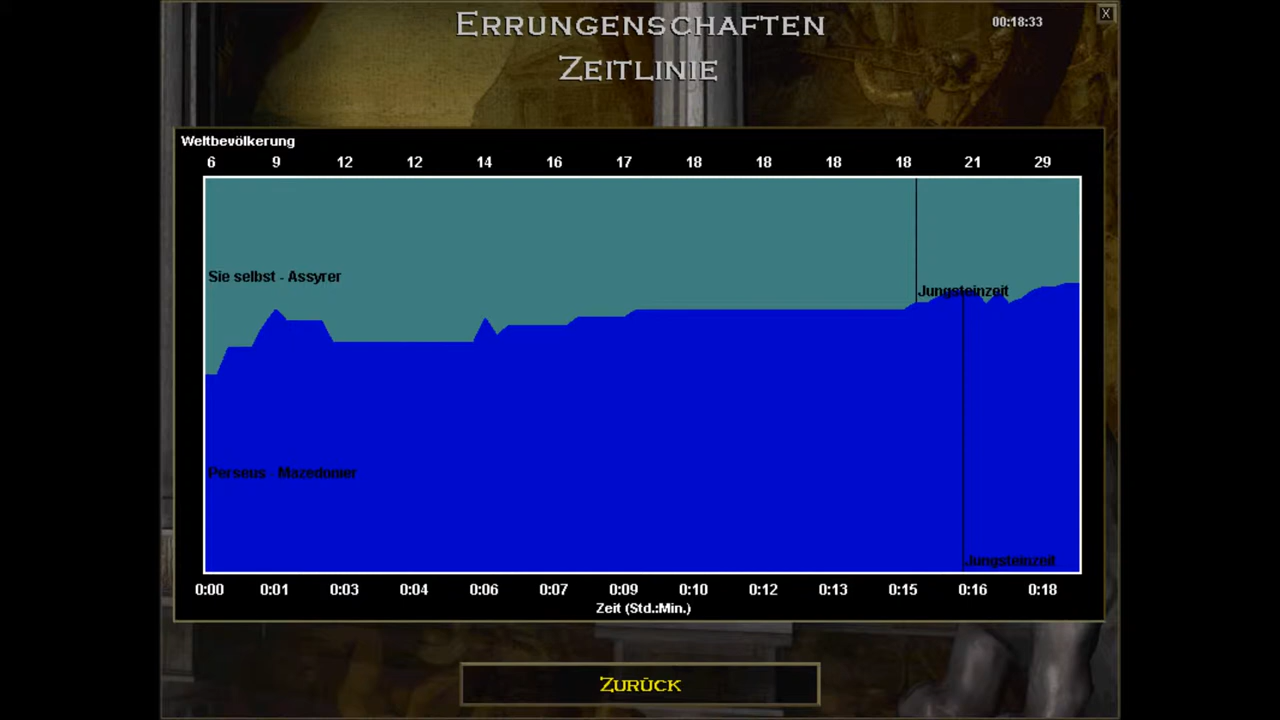 Errungenschaften
00:18:33
X
Zeitlinie
Weltbevölkerung
6 9 12 12 14 16 17 18 18 18 18 21 29
Sie selbst - Assyrer
Jungsteinzeit
Perseus - Mazedonier
Jungsteinzeit
0:00 0:01 0:03 0:04 0:06 0:07 0:09 0:10 0:12 0:13 0:15 0:16 0:18
Zeit (Std.:Min.)
Zurück